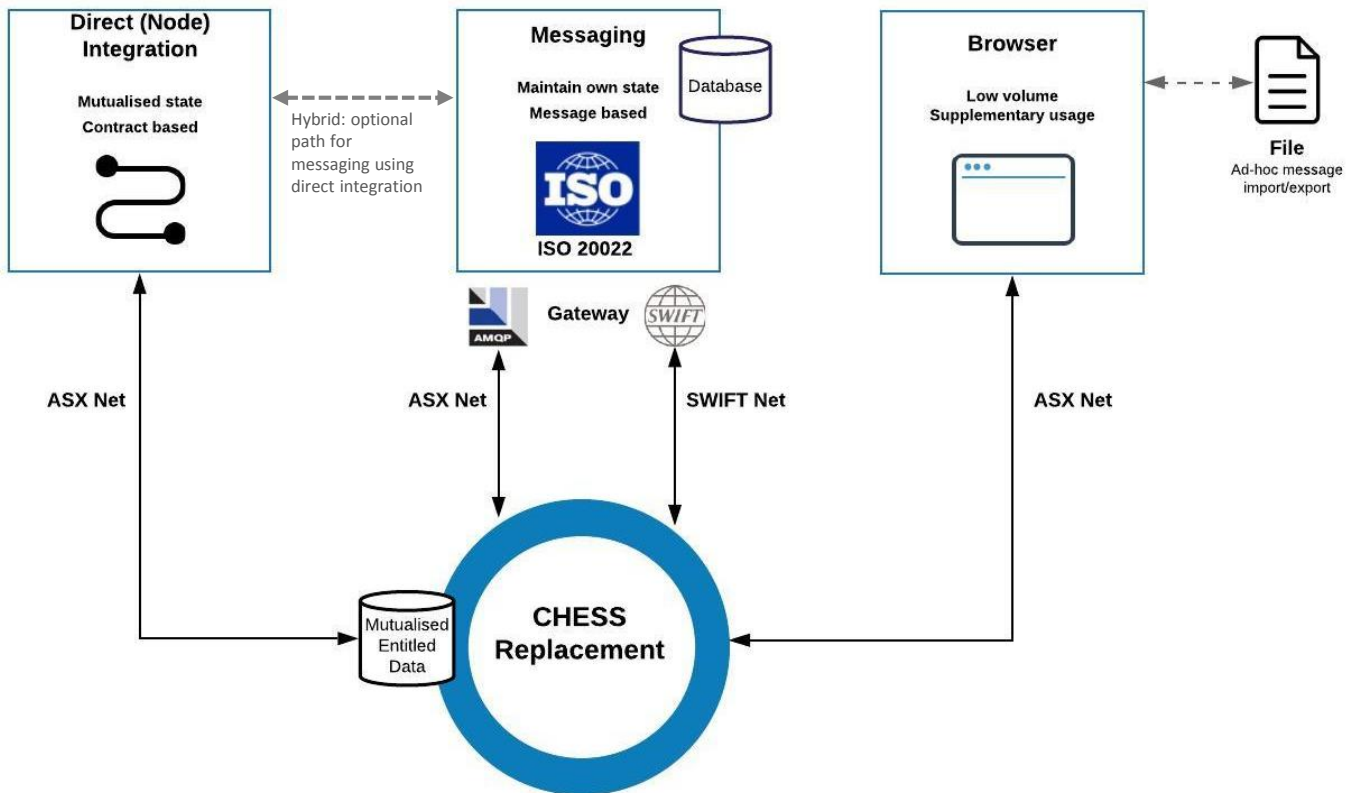 Direct (Node)
Integration
Mutualised state
Contract based
Hybrid: optional
path for
messaging using
direct integration
Messaging
Maintain own state
Message based
Database
ISO
ISO 20022
Browser
Low volume
Supplementary usage
File
Ad-hoc message
import/export
AMQP
Gateway
SWIFT
ASX Net
ASX Net
SWIFT Net
ASX Net
Mutualised
Entitled
Data
CHESS
Replacement